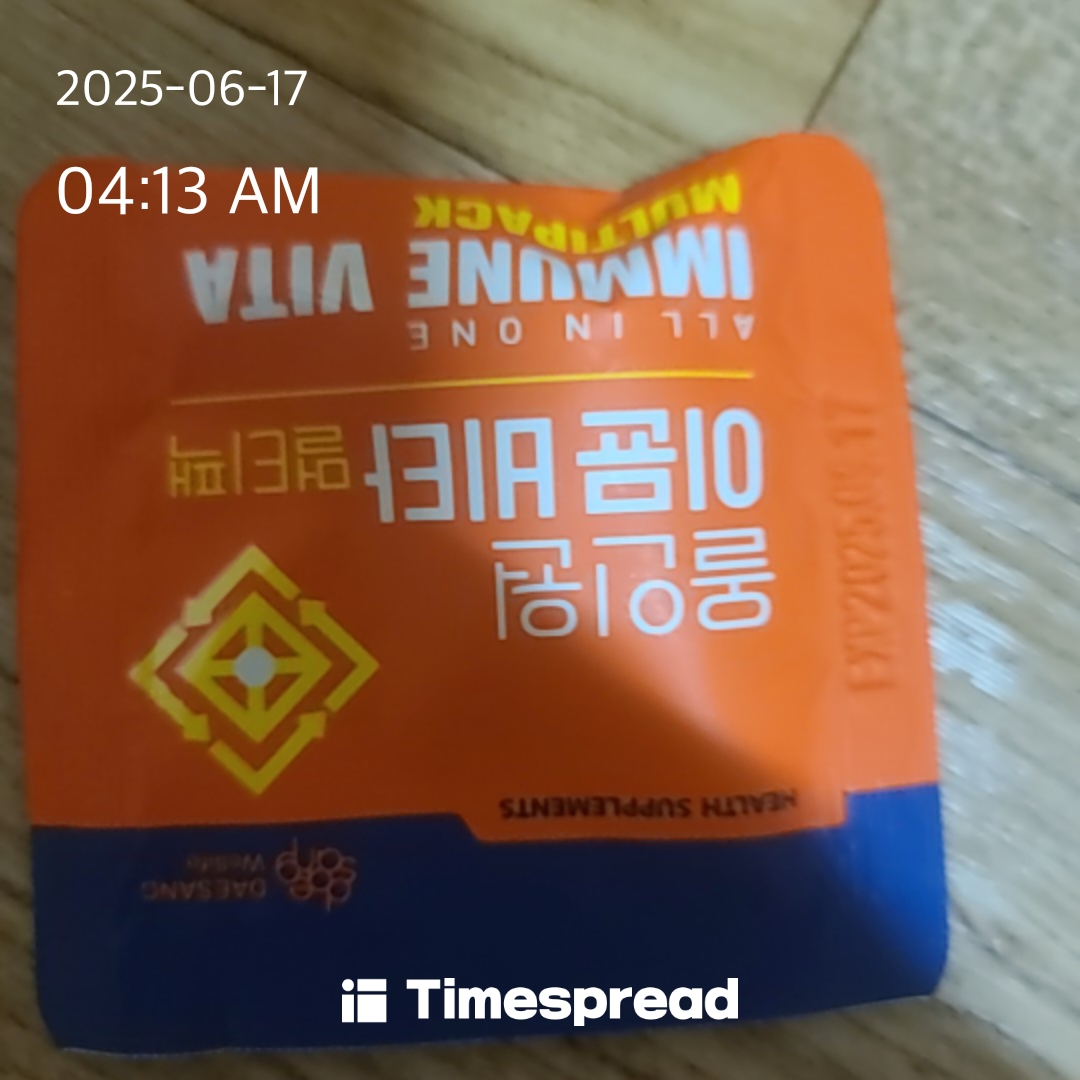 2025-06-17
04:13 AM
daesang
DAESANG
Wellife
HEALTH SUPPLEMENTS
올인원
이뮨 비타 멀티팩
ALL IN ONE
IMMUNE VITA
MULTIPACK
Timespread